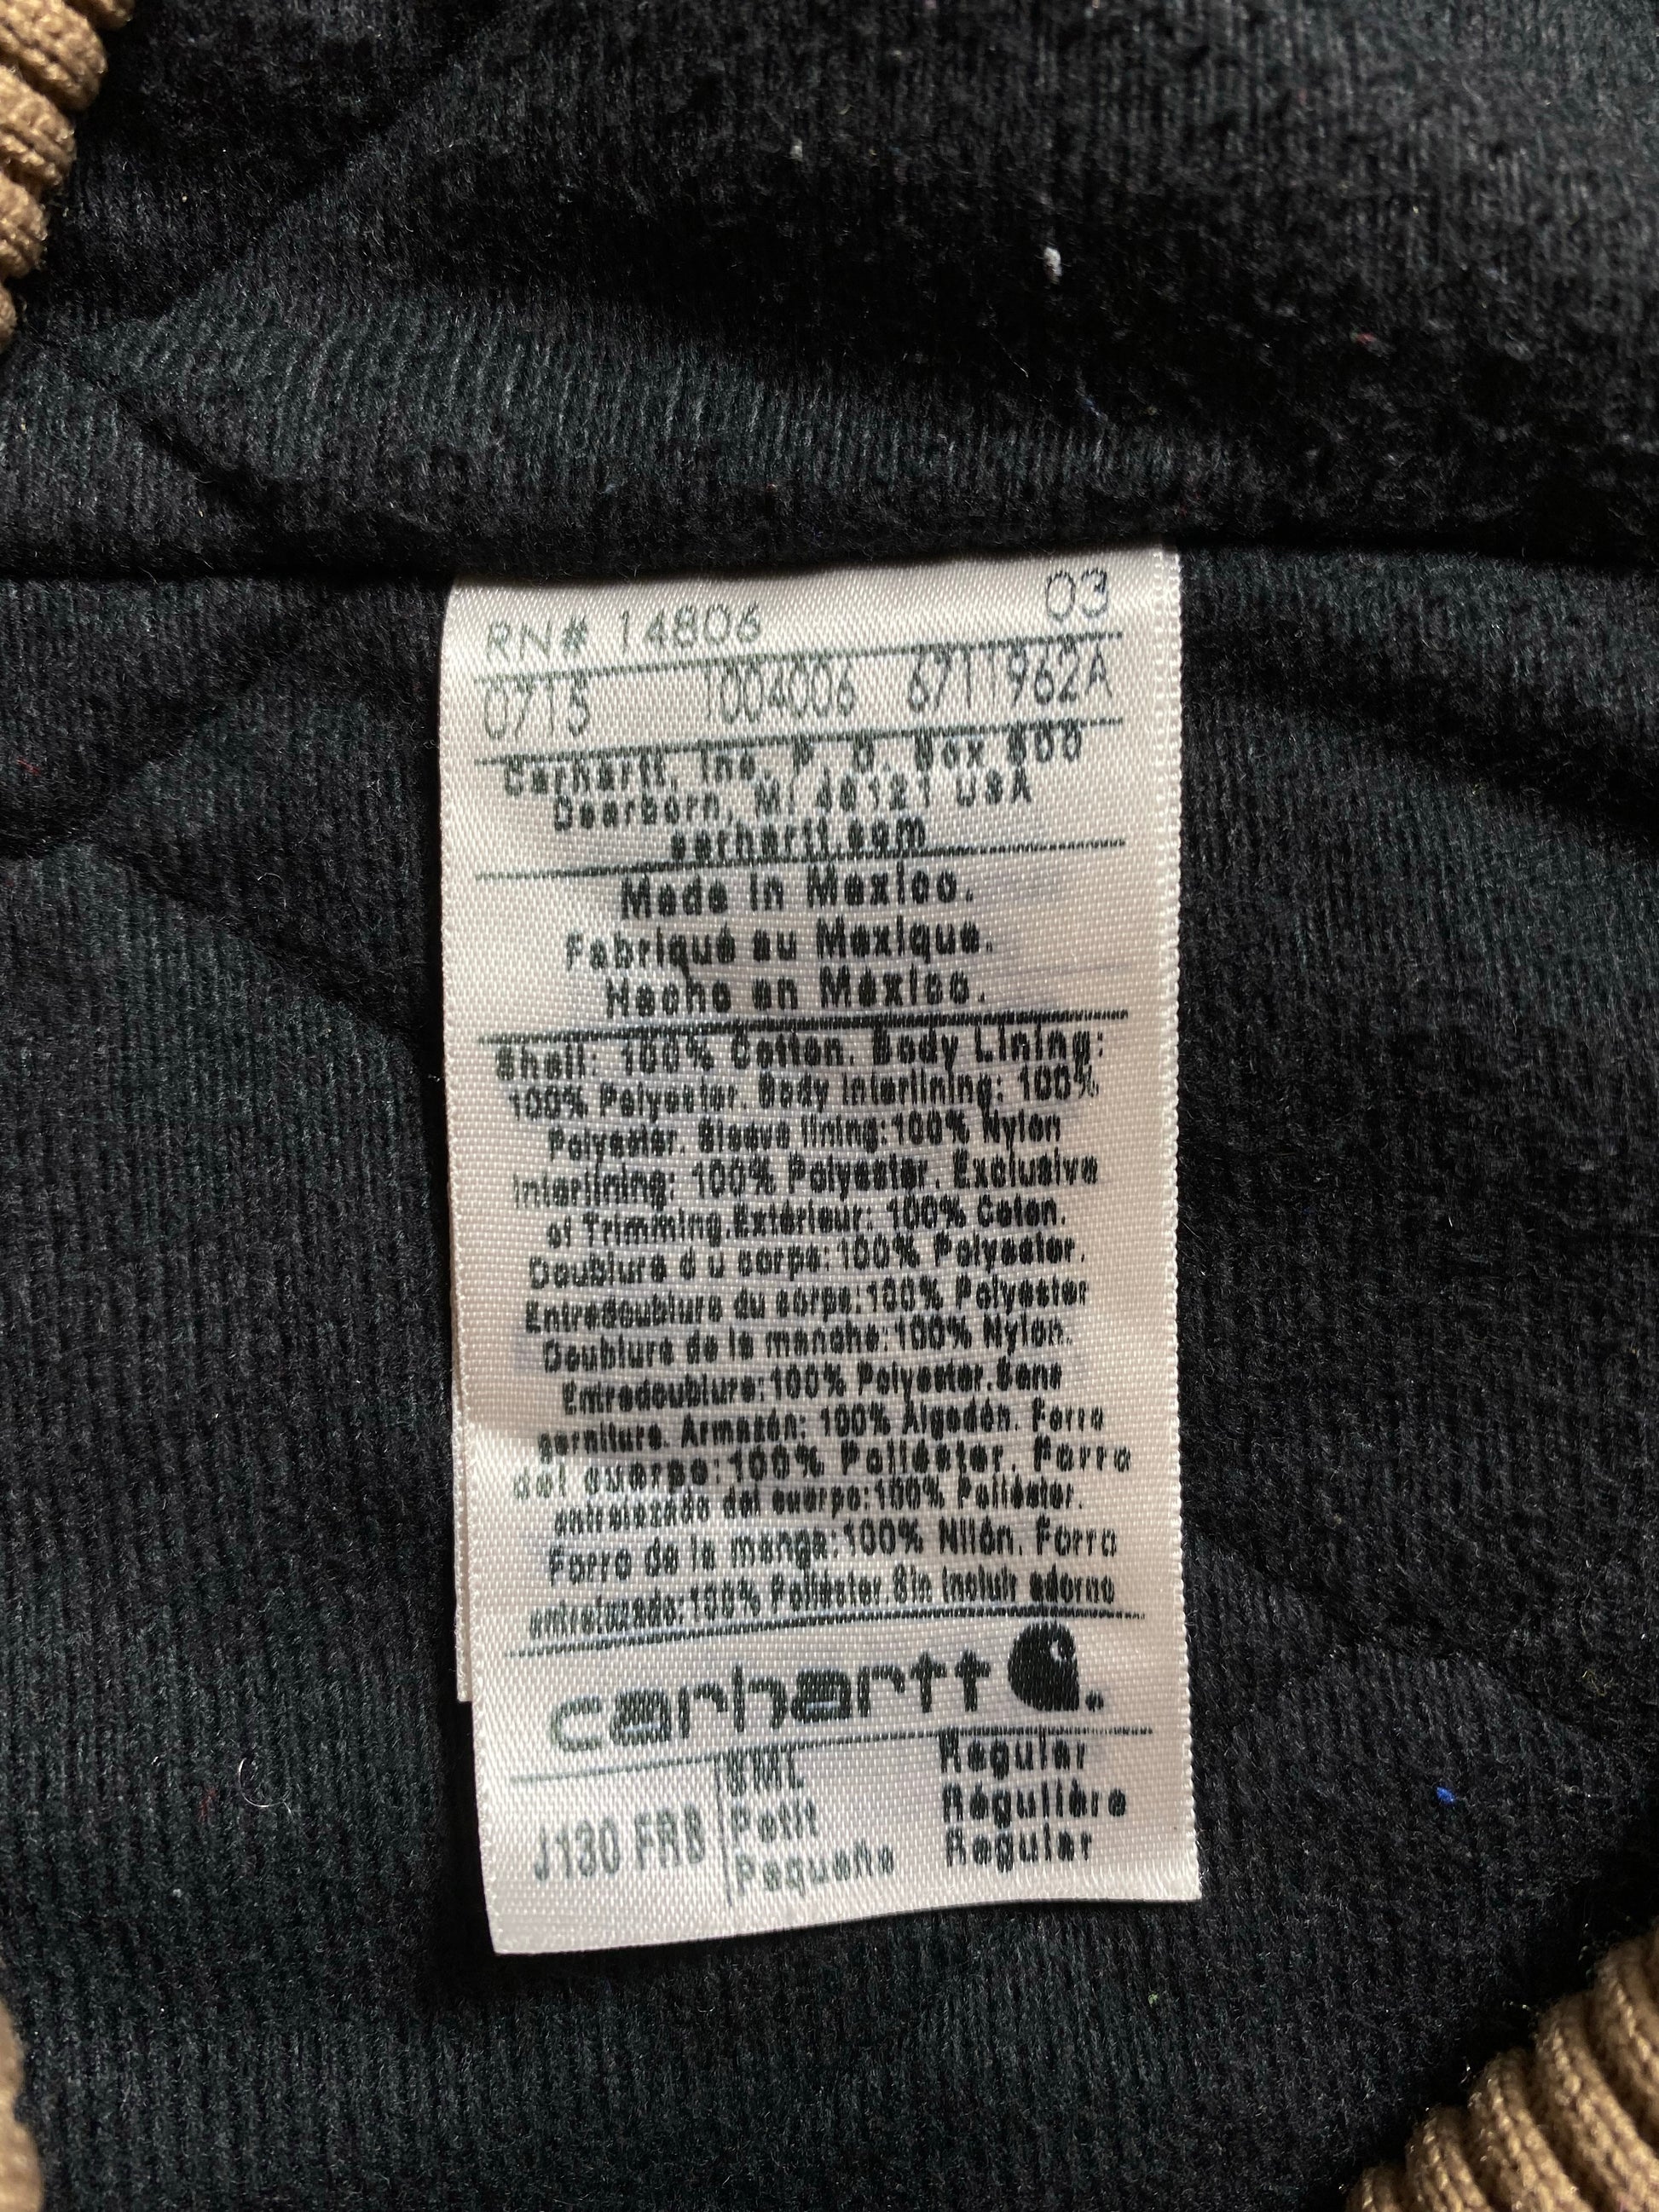 RN# 14806 03
0715 1004006 6711962A
Carhartt, Inc, P. O. Box 600
Dearborn, MI 48121 USA
carhartt.com
Made in Mexico.
Fabriqué au Mexique.
Hecho en México.
Shell: 100% Cotton. Body Lining:
100% Polyester. Body Interlining: 100%
Polyester. Sleeve lining:100% Nylon
Interlining: 100% Polyester. Exclusive
of Trimming.Extérieur: 100% Coton.
Doublure d u corps:100% Polyester.
Entredoublure du corps:100% Polyester
Doublure de la manche:100% Nylon.
Entredoublure:100% Polyester.Sans
garniture. Armazón: 100% Algodón. Forro
del cuerpo:100% Poliéster. Forro
entrelazado del cuerpo:100% Poliéster.
Forro de la manga:100% Nilón. Forro
entrelazado:100% Poliéster.Sin incluir adorno
carhartt
SML Regular
Petit Régulière
J130 FRB Pequeño Regular